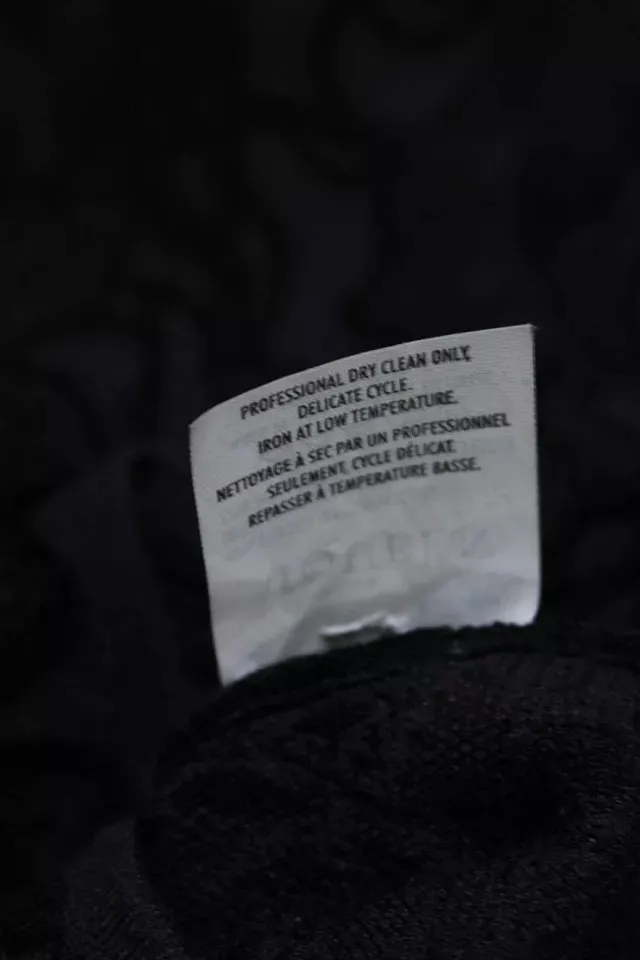 PROFESSIONAL DRY CLEAN ONLY,
DELICATE CYCLE.
IRON AT LOW TEMPERATURE.
NETTOYAGE À SEC PAR UN PROFESSIONNEL
SEULEMENT, CYCLE DÉLICAT.
REPASSER À TEMPERATURE BASSE.